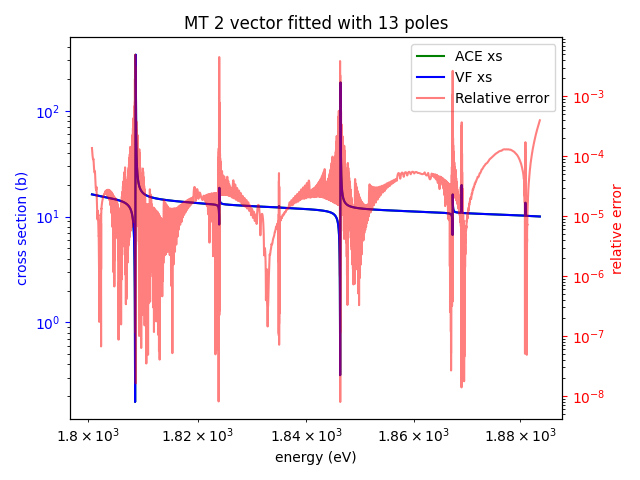 MT 2 vector fitted with 13 poles
ACE xs
VF xs
Relative error
cross section (b)
10²
10¹
10⁰
relative error
10⁻³
10⁻⁴
10⁻⁵
10⁻⁶
10⁻⁷
10⁻⁸
1.8 × 10³
1.82 × 10³
1.84 × 10³
1.86 × 10³
1.88 × 10³
energy (eV)